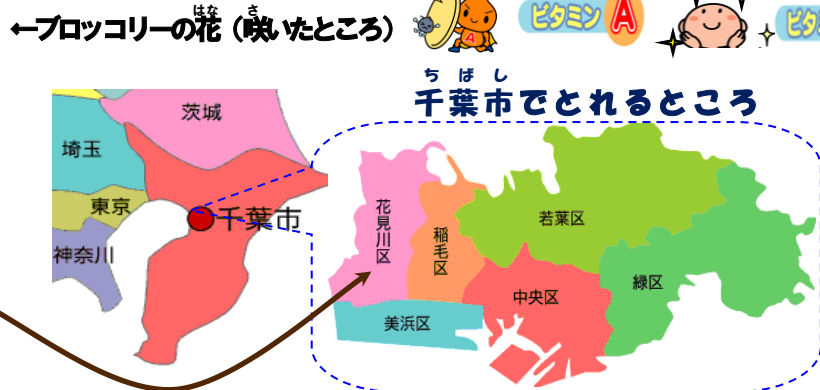 ←ブロッコリーの花（咲いたところ）
はな
さ
ビタミン A
A
ビタ
ちばし
千葉市でとれるところ
茨城
埼玉
東京
千葉市
神奈川
花見川区
稲毛区
若葉区
緑区
中央区
美浜区